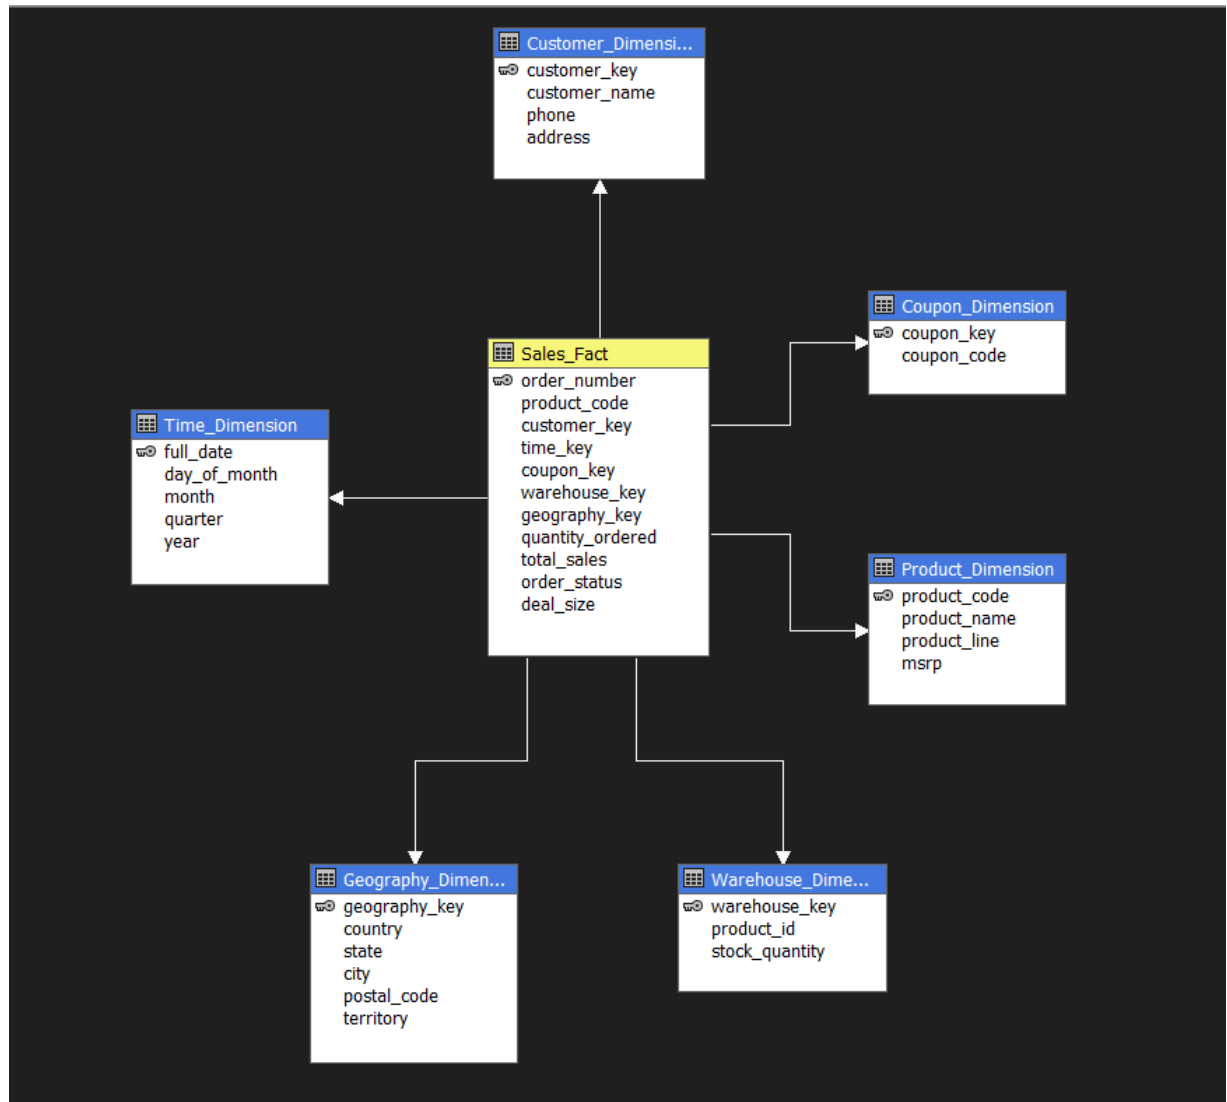 Customer_Dimensi...
customer_key
customer_name
phone
address
Coupon_Dimension
coupon_key
coupon_code
Sales_Fact
order_number
product_code
customer_key
time_key
coupon_key
warehouse_key
geography_key
quantity_ordered
total_sales
order_status
deal_size
Time_Dimension
full_date
day_of_month
month
quarter
year
Product_Dimension
product_code
product_name
product_line
msrp
Geography_Dimen...
geography_key
country
state
city
postal_code
territory
Warehouse_Dime...
warehouse_key
product_id
stock_quantity